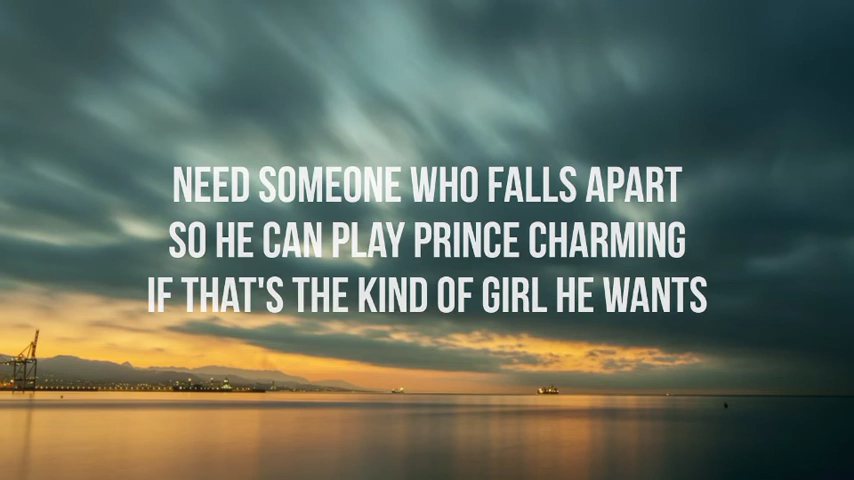 NEED SOMEONE WHO FALLS APART
SO HE CAN PLAY PRINCE CHARMING
IF THAT'S THE KIND OF GIRL HE WANTS